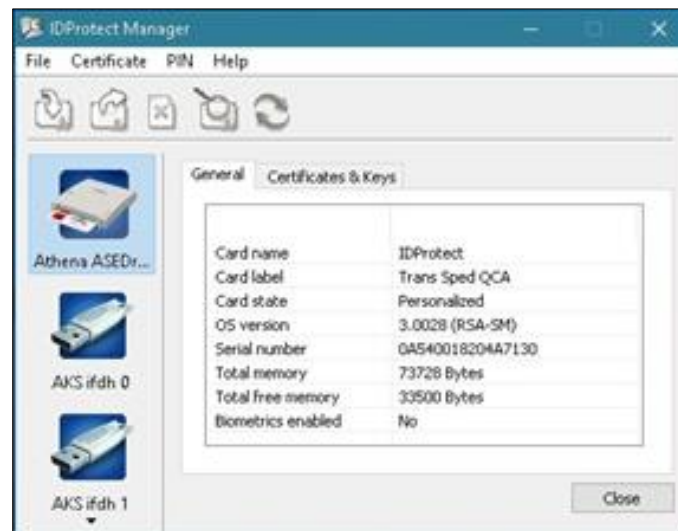 IDProtect Manager
File Certificate PIN Help
General Certificates & Keys
Athena ASEDr...
AKS ifdh 0
AKS ifdh 1
Card name IDProtect
Card label Trans Sped QCA
Card state Personalized
OS version 3.0028 (RSA-SM)
Serial number 0A540018204A7130
Total memory 73728 Bytes
Total free memory 33500 Bytes
Biometrics enabled No
Close